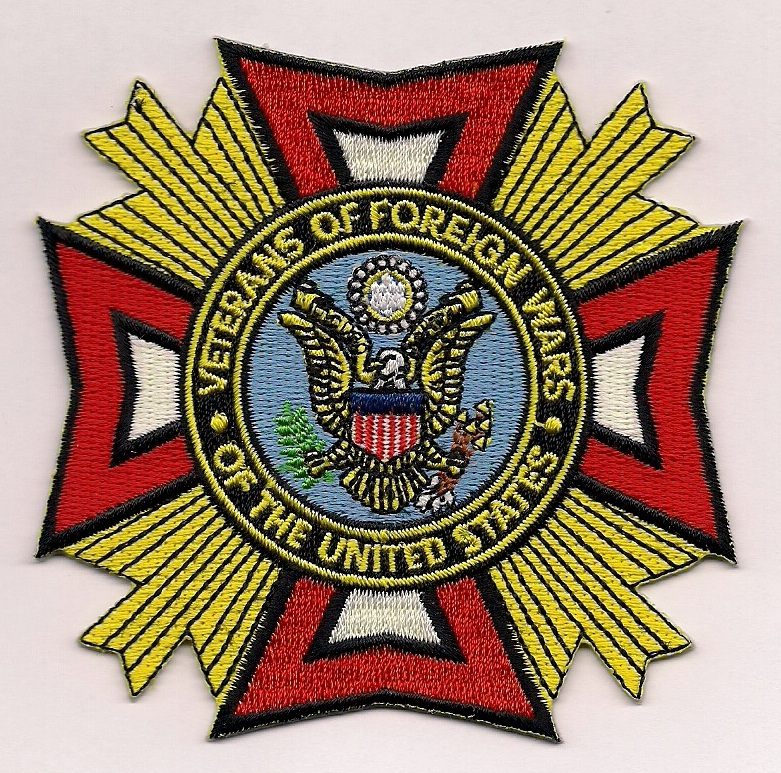 VETERANS OF FOREIGN WARS
OF THE UNITED STATES